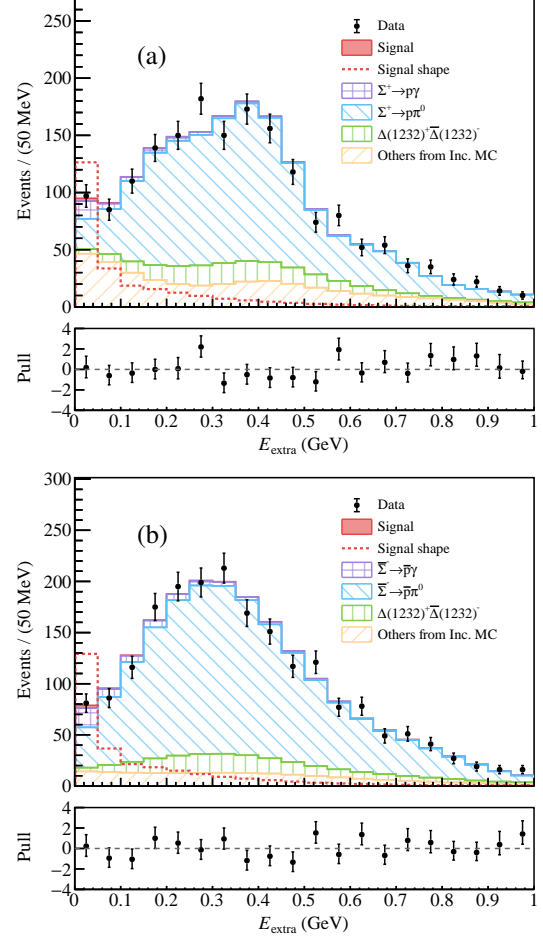 (a)
Data
Signal
Signal shape
Σ⁺→pγ
Σ⁺→pπ⁰
Δ(1232)⁺Δ̅(1232)⁻
Others from Inc. MC
Events / (50 MeV)
250
200
150
100
50
0
Pull
4
2
0
−2
−4
0 0.1 0.2 0.3 0.4 0.5 0.6 0.7 0.8 0.9 1
E_extra (GeV)
(b)
Data
Signal
Signal shape
Σ̅⁻→p̅γ
Σ̅⁻→p̅π⁰
Δ(1232)⁺Δ̅(1232)⁻
Others from Inc. MC
Events / (50 MeV)
300
250
200
150
100
50
0
Pull
4
2
0
−2
−4
0 0.1 0.2 0.3 0.4 0.5 0.6 0.7 0.8 0.9 1
E_extra (GeV)